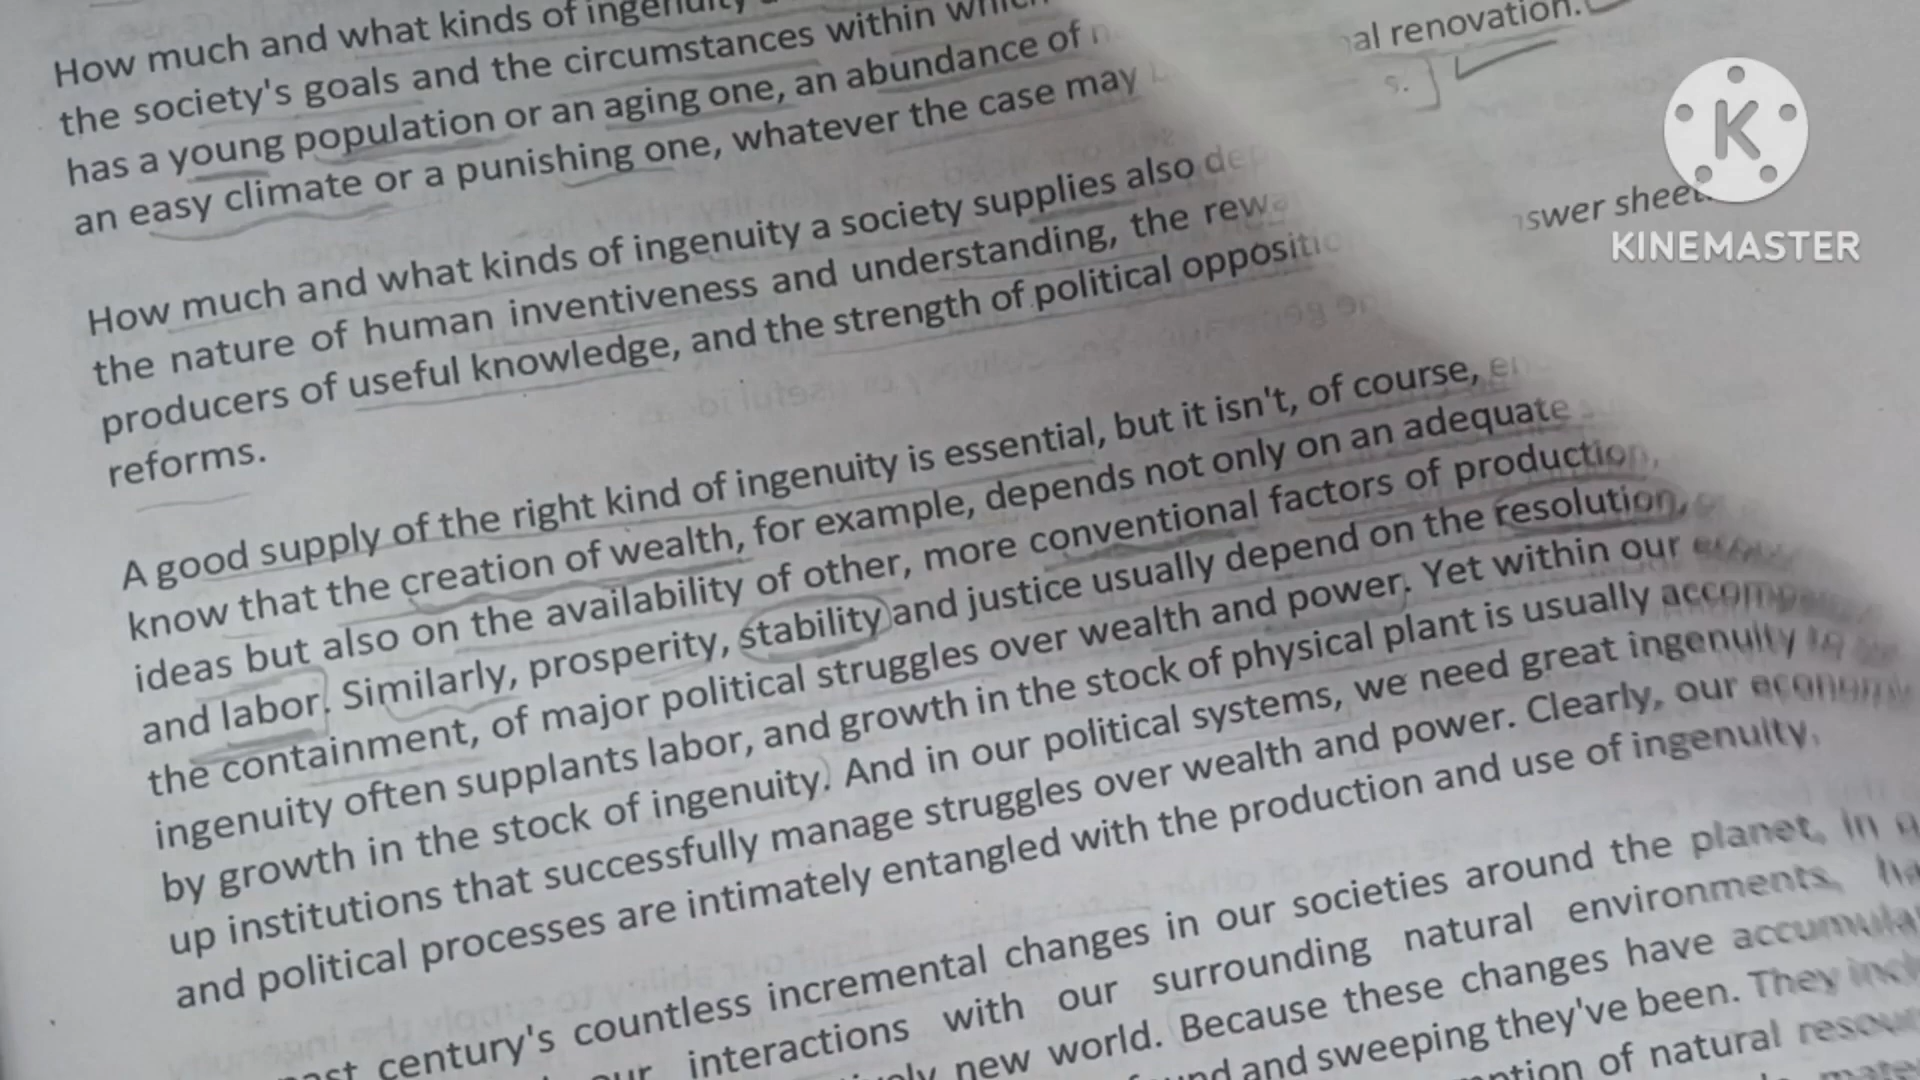 How much and what kinds of ingenuity
the society's goals and the circumstances within which
has a young population or an aging one, an abundance of
an easy climate or a punishing one, whatever the case may
How much and what kinds of ingenuity a society supplies also
the nature of human inventiveness and understanding, the
producers of useful knowledge, and the strength of political
reforms.
A good supply of the right kind of ingenuity is essential, but it isn't, of course,
know that the creation of wealth, for example, depends not only on an adequate
ideas but also on the availability of other, more conventional factors of production,
and labor. Similarly, prosperity, stability and justice usually depend on the resolution,
the containment, of major political struggles over wealth and power. Yet within our
ingenuity often supplants labor, and growth in the stock of physical plant is usually
by growth in the stock of ingenuity. And in our political systems, we need great ingenuity
up institutions that successfully manage struggles over wealth and power. Clearly, our
and political processes are intimately entangled with the production and use of ingenuity.
century's countless incremental changes in our societies around the planet, in
interactions with our surrounding natural environments,
new world. Because these changes have
and sweeping they've been. They
of natural
renovation.
s.
sheet.
KINEMASTER
K